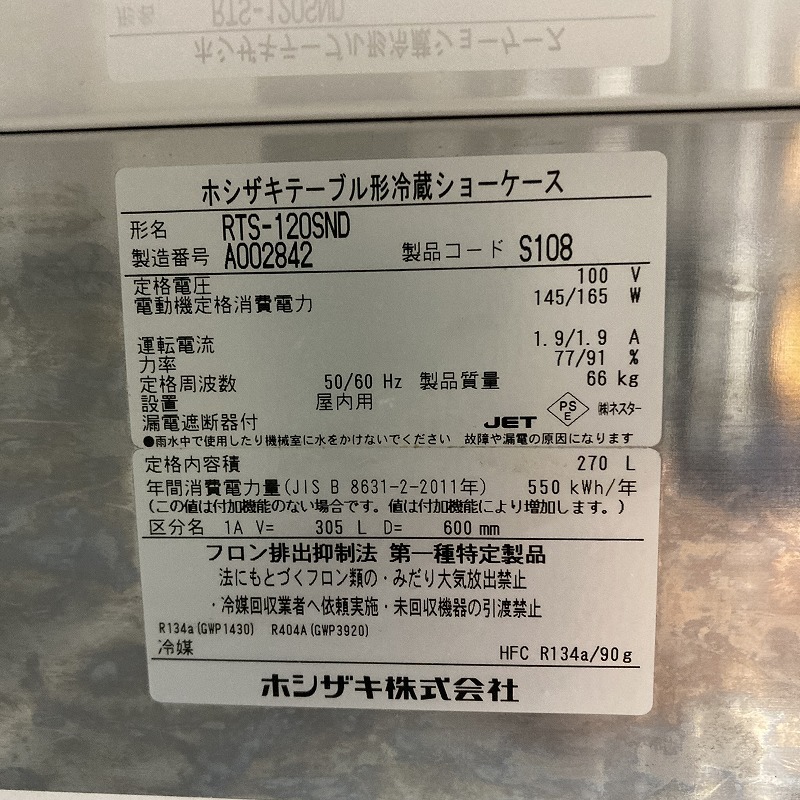 ホシザキテーブル形冷蔵ショーケース
形名 RTS-120SND
製造番号 A002842 製品コード S108
定格電圧 100 V
電動機定格消費電力 145/165 W
運転電流 1.9/1.9 A
力率 77/91 %
定格周波数 50/60 Hz 製品質量 66 kg
設置 屋内用
漏電遮断器付 JET PSE ㈱ネスター
●雨水中で使用したり機械室に水をかけないでください 故障や漏電の原因になります
定格内容積 270 L
年間消費電力量(JIS B 8631-2-2011年) 550 kWh/年
(この値は付加機能のない場合です。値は付加機能により増加します。)
区分名 1A V= 305 L D= 600 mm
フロン排出抑制法 第一種特定製品
法にもとづくフロン類の・みだり大気放出禁止
・冷媒回収業者へ依頼実施・未回収機器の引渡禁止
R134a(GWP1430) R404A(GWP3920)
冷媒 HFC R134a/90g
ホシザキ株式会社